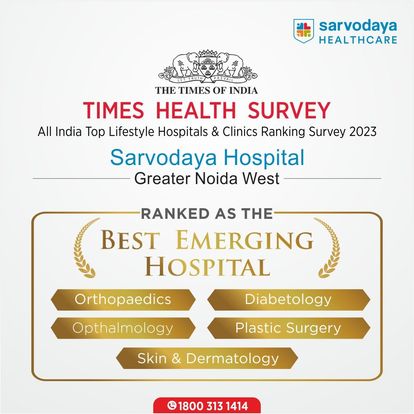 sarvodaya
HEALTHCARE
THE TIMES OF INDIA
TIMES HEALTH SURVEY
All India Top Lifestyle Hospitals & Clinics Ranking Survey 2023
Sarvodaya Hospital
Greater Noida West
RANKED AS THE
BEST EMERGING
HOSPITAL
Orthopaedics
Diabetology
Opthalmology
Plastic Surgery
Skin & Dermatology
1800 313 1414